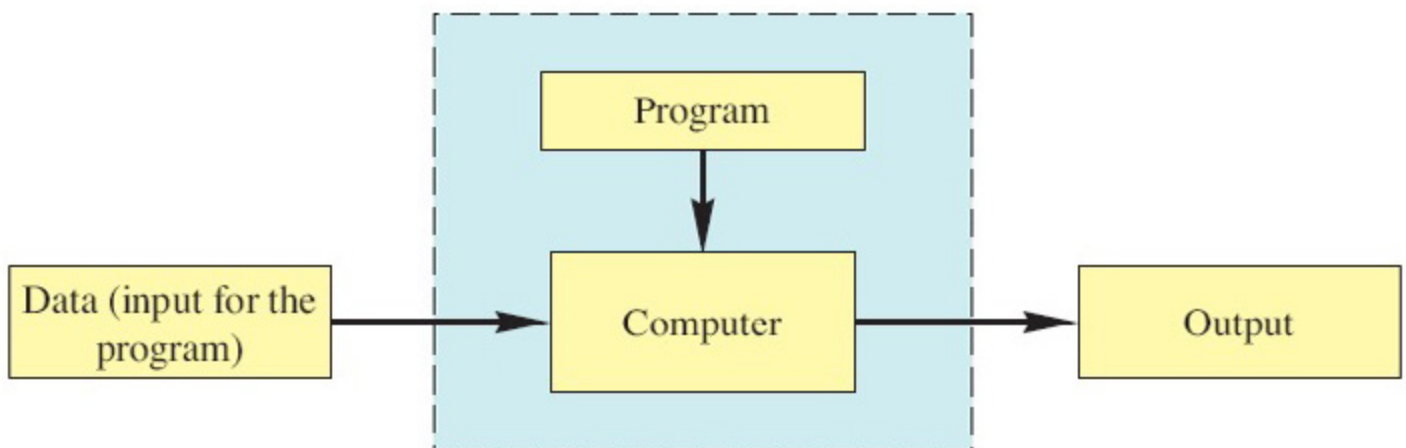 Program
Data (input for the
program)
Computer
Output